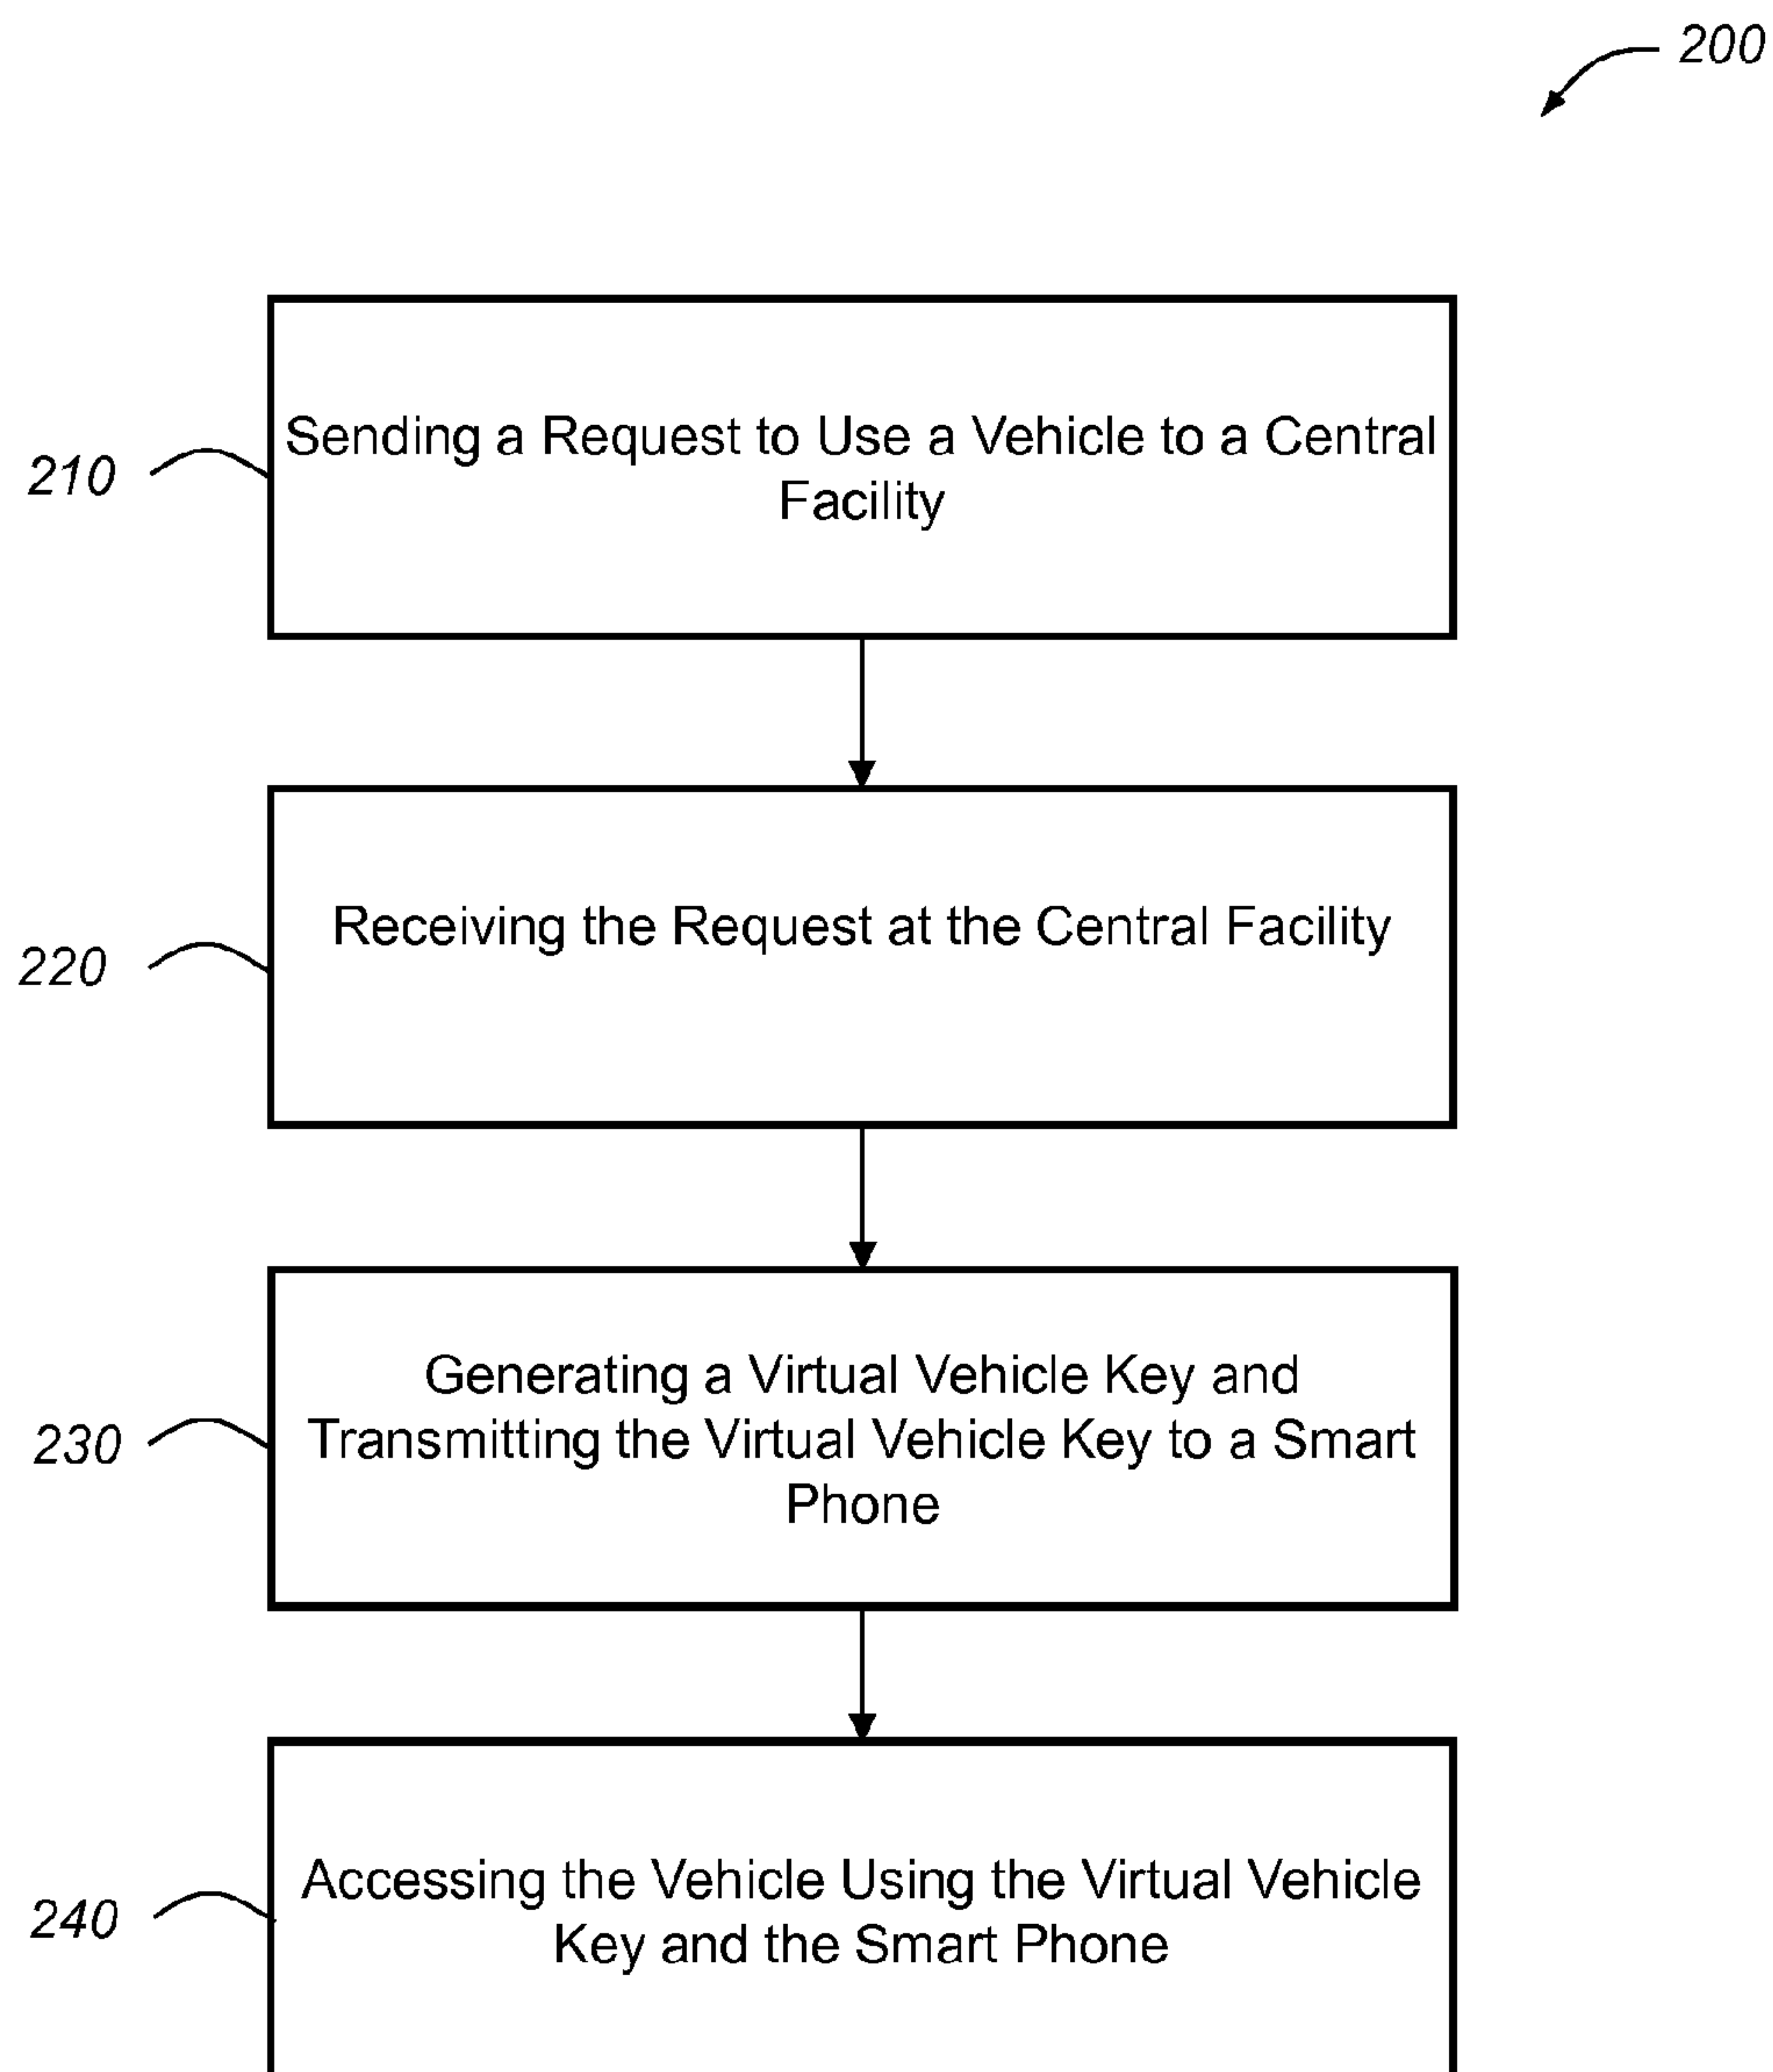 200
210
Sending a Request to Use a Vehicle to a Central
Facility
220
Receiving the Request at the Central Facility
230
Generating a Virtual Vehicle Key and
Transmitting the Virtual Vehicle Key to a Smart
Phone
240
Accessing the Vehicle Using the Virtual Vehicle
Key and the Smart Phone